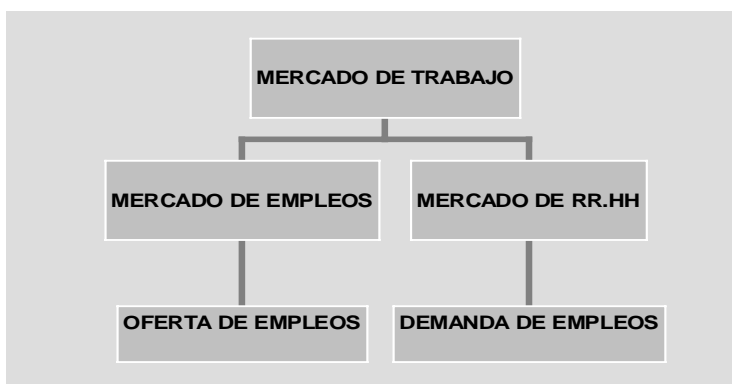 MERCADO DE TRABAJO
MERCADO DE EMPLEOS
MERCADO DE RR.HH
OFERTA DE EMPLEOS
DEMANDA DE EMPLEOS